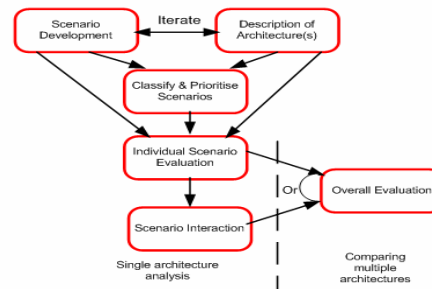 Scenario
Development
Iterate
Description of
Architecture(s)
Classify & Prioritise
Scenarios
Individual Scenario
Evaluation
Or
Overall Evaluation
Scenario Interaction
Single architecture
analysis
Comparing
multiple
architectures